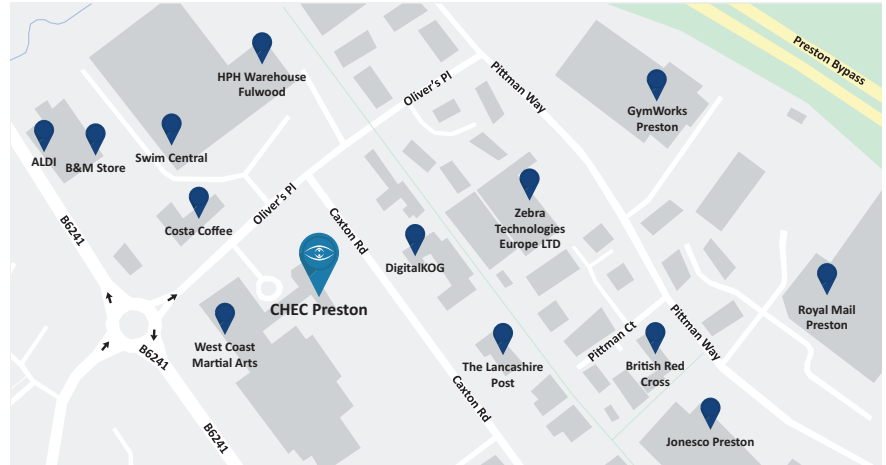 Preston Bypass
HPH Warehouse
Fulwood
Oliver's Pl
Pittman Way
GymWorks
Preston
ALDI
B&M Store
Swim Central
B6241
Costa Coffee
Oliver's Pl
Caxton Rd
DigitalKOG
Zebra
Technologies
Europe LTD
CHEC Preston
Royal Mail
Preston
West Coast
Martial Arts
B6241
Pittman Ct
Pittman Way
The Lancashire
Post
British Red
Cross
Caxton Rd
B6241
Jonesco Preston